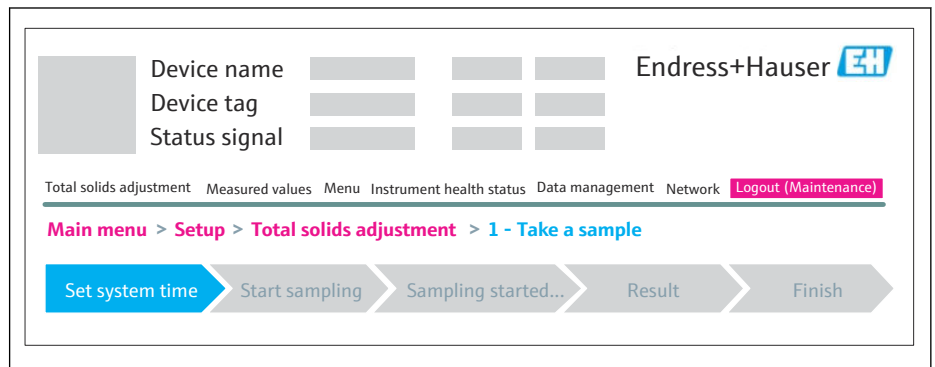 Device name
Endress+Hauser EH
Device tag
Status signal
Total solids adjustment Measured values Menu Instrument health status Data management Network Logout (Maintenance)
Main menu > Setup > Total solids adjustment > 1 - Take a sample
Set system time Start sampling Sampling started... Result Finish